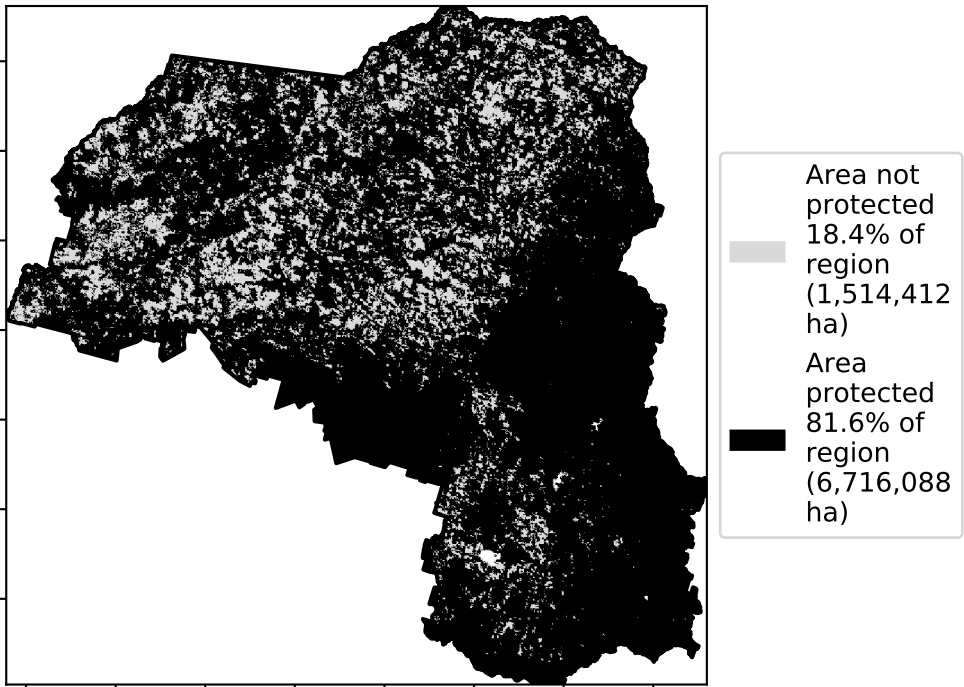 Area not
protected
18.4% of
region
(1,514,412
ha)
Area
protected
81.6% of
region
(6,716,088
ha)